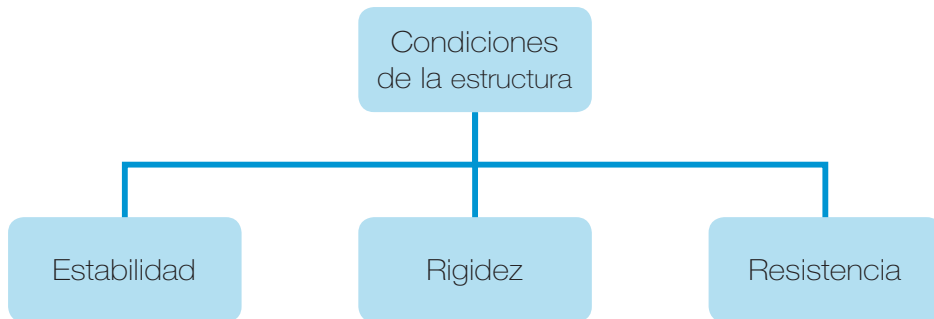 Condiciones
de la estructura
Estabilidad
Rigidez
Resistencia